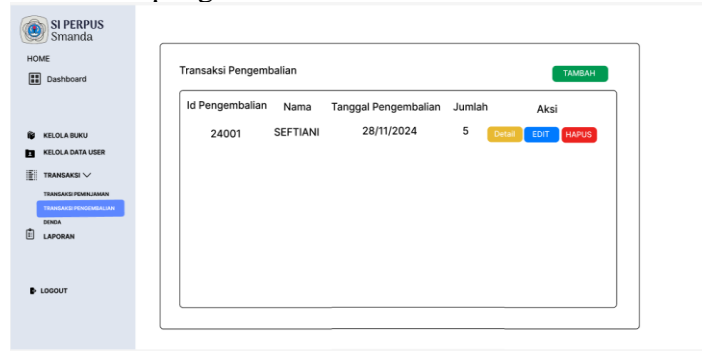 SI PERPUS
Smanda
HOME
Dashboard
KELOLA BUKU
KELOLA DATA USER
TRANSAKSI
TRANSAKSI PEMINJAMAN
TRANSAKSI PENGEMBALIAN
DENDA
LAPORAN
LOGOUT
Transaksi Pengembalian
TAMBAH
Id Pengembalian Nama Tanggal Pengembalian Jumlah Aksi
24001 SEFTIANI 28/11/2024 5 Detail EDIT HAPUS